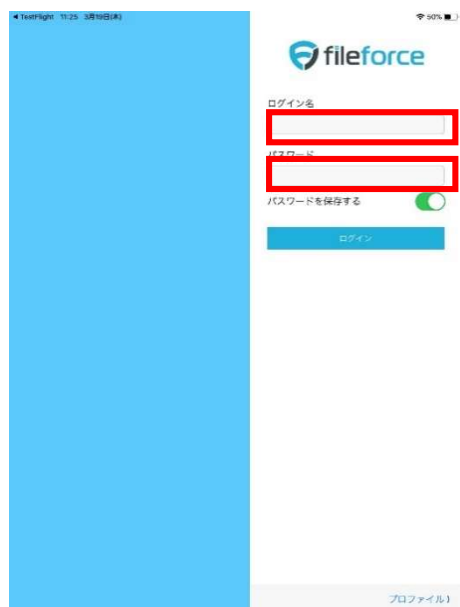 ◀ TestFlight 11:25 3月19日(木) 50%
fileforce
ログイン名
パスワード
パスワードを保存する
ログイン
プロファイル1